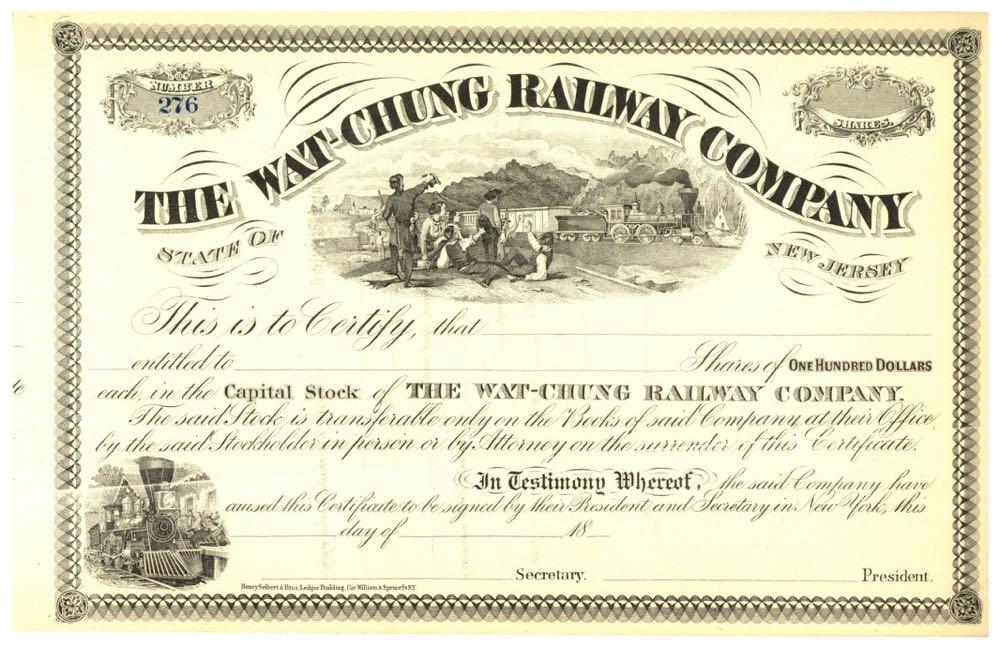 NUMBER
276
SHARES.
THE WAT-CHUNG RAILWAY COMPANY
STATE OF
NEW JERSEY
This is to Certify, that
entitled to Shares of ONE HUNDRED DOLLARS
each, in the Capital Stock of THE WAT-CHUNG RAILWAY COMPANY.
The said Stock is transferable only on the Books of said Company, at their Office,
by the said Stockholder in person or by Attorney on the surrender of this Certificate.
In Testimony Whereof, the said Company have
caused this Certificate to be signed by their President and Secretary in New York, this
day of 18
Secretary. President.
Henry Seibert & Bros. Ledger Building, Cor William & Spruce St N.Y.